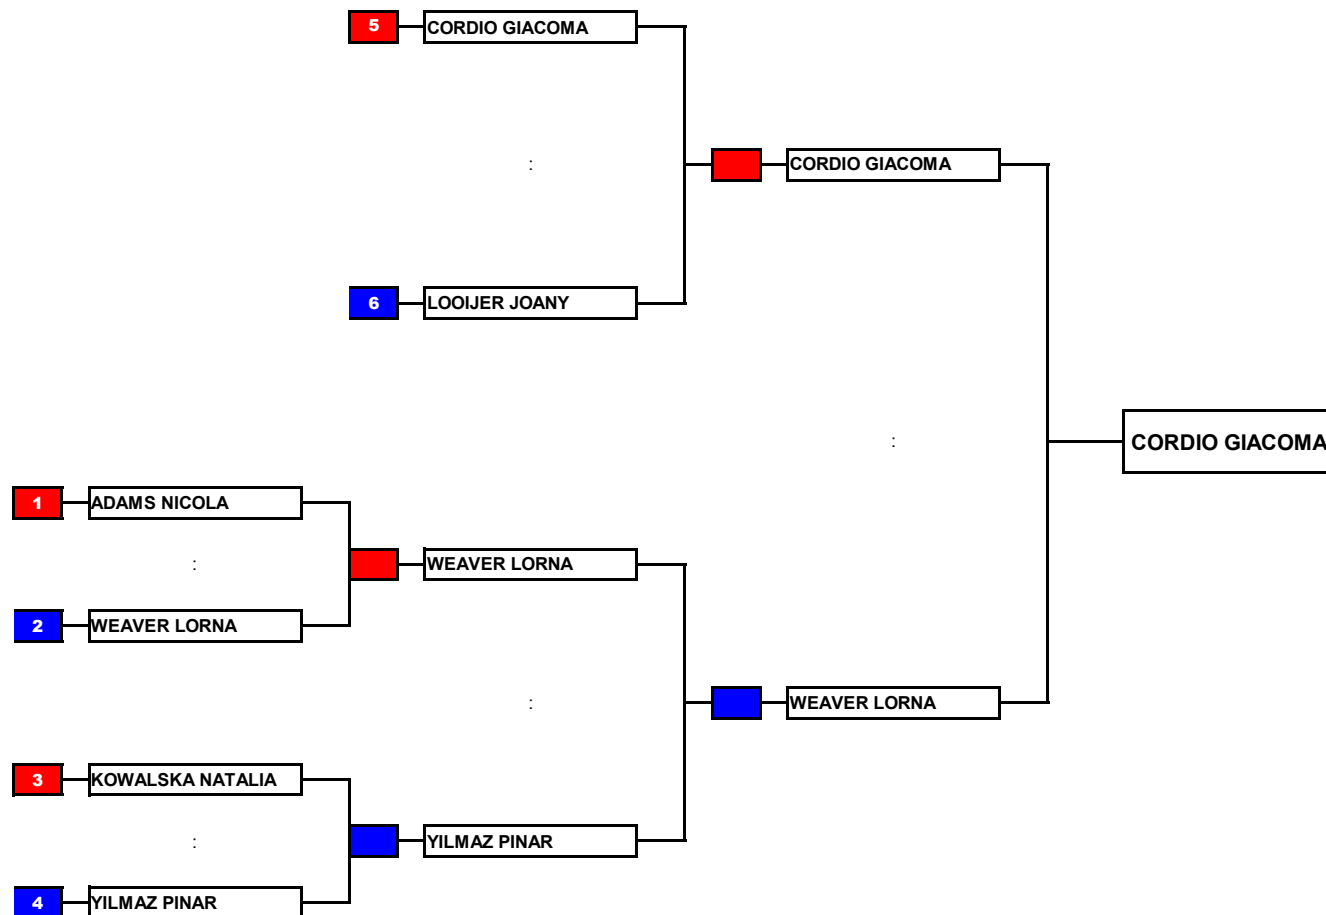 5 CORDIO GIACOMA
:
CORDIO GIACOMA
6 LOOIJER JOANY
:
CORDIO GIACOMA
1 ADAMS NICOLA
:
WEAVER LORNA
2 WEAVER LORNA
:
WEAVER LORNA
3 KOWALSKA NATALIA
:
YILMAZ PINAR
4 YILMAZ PINAR